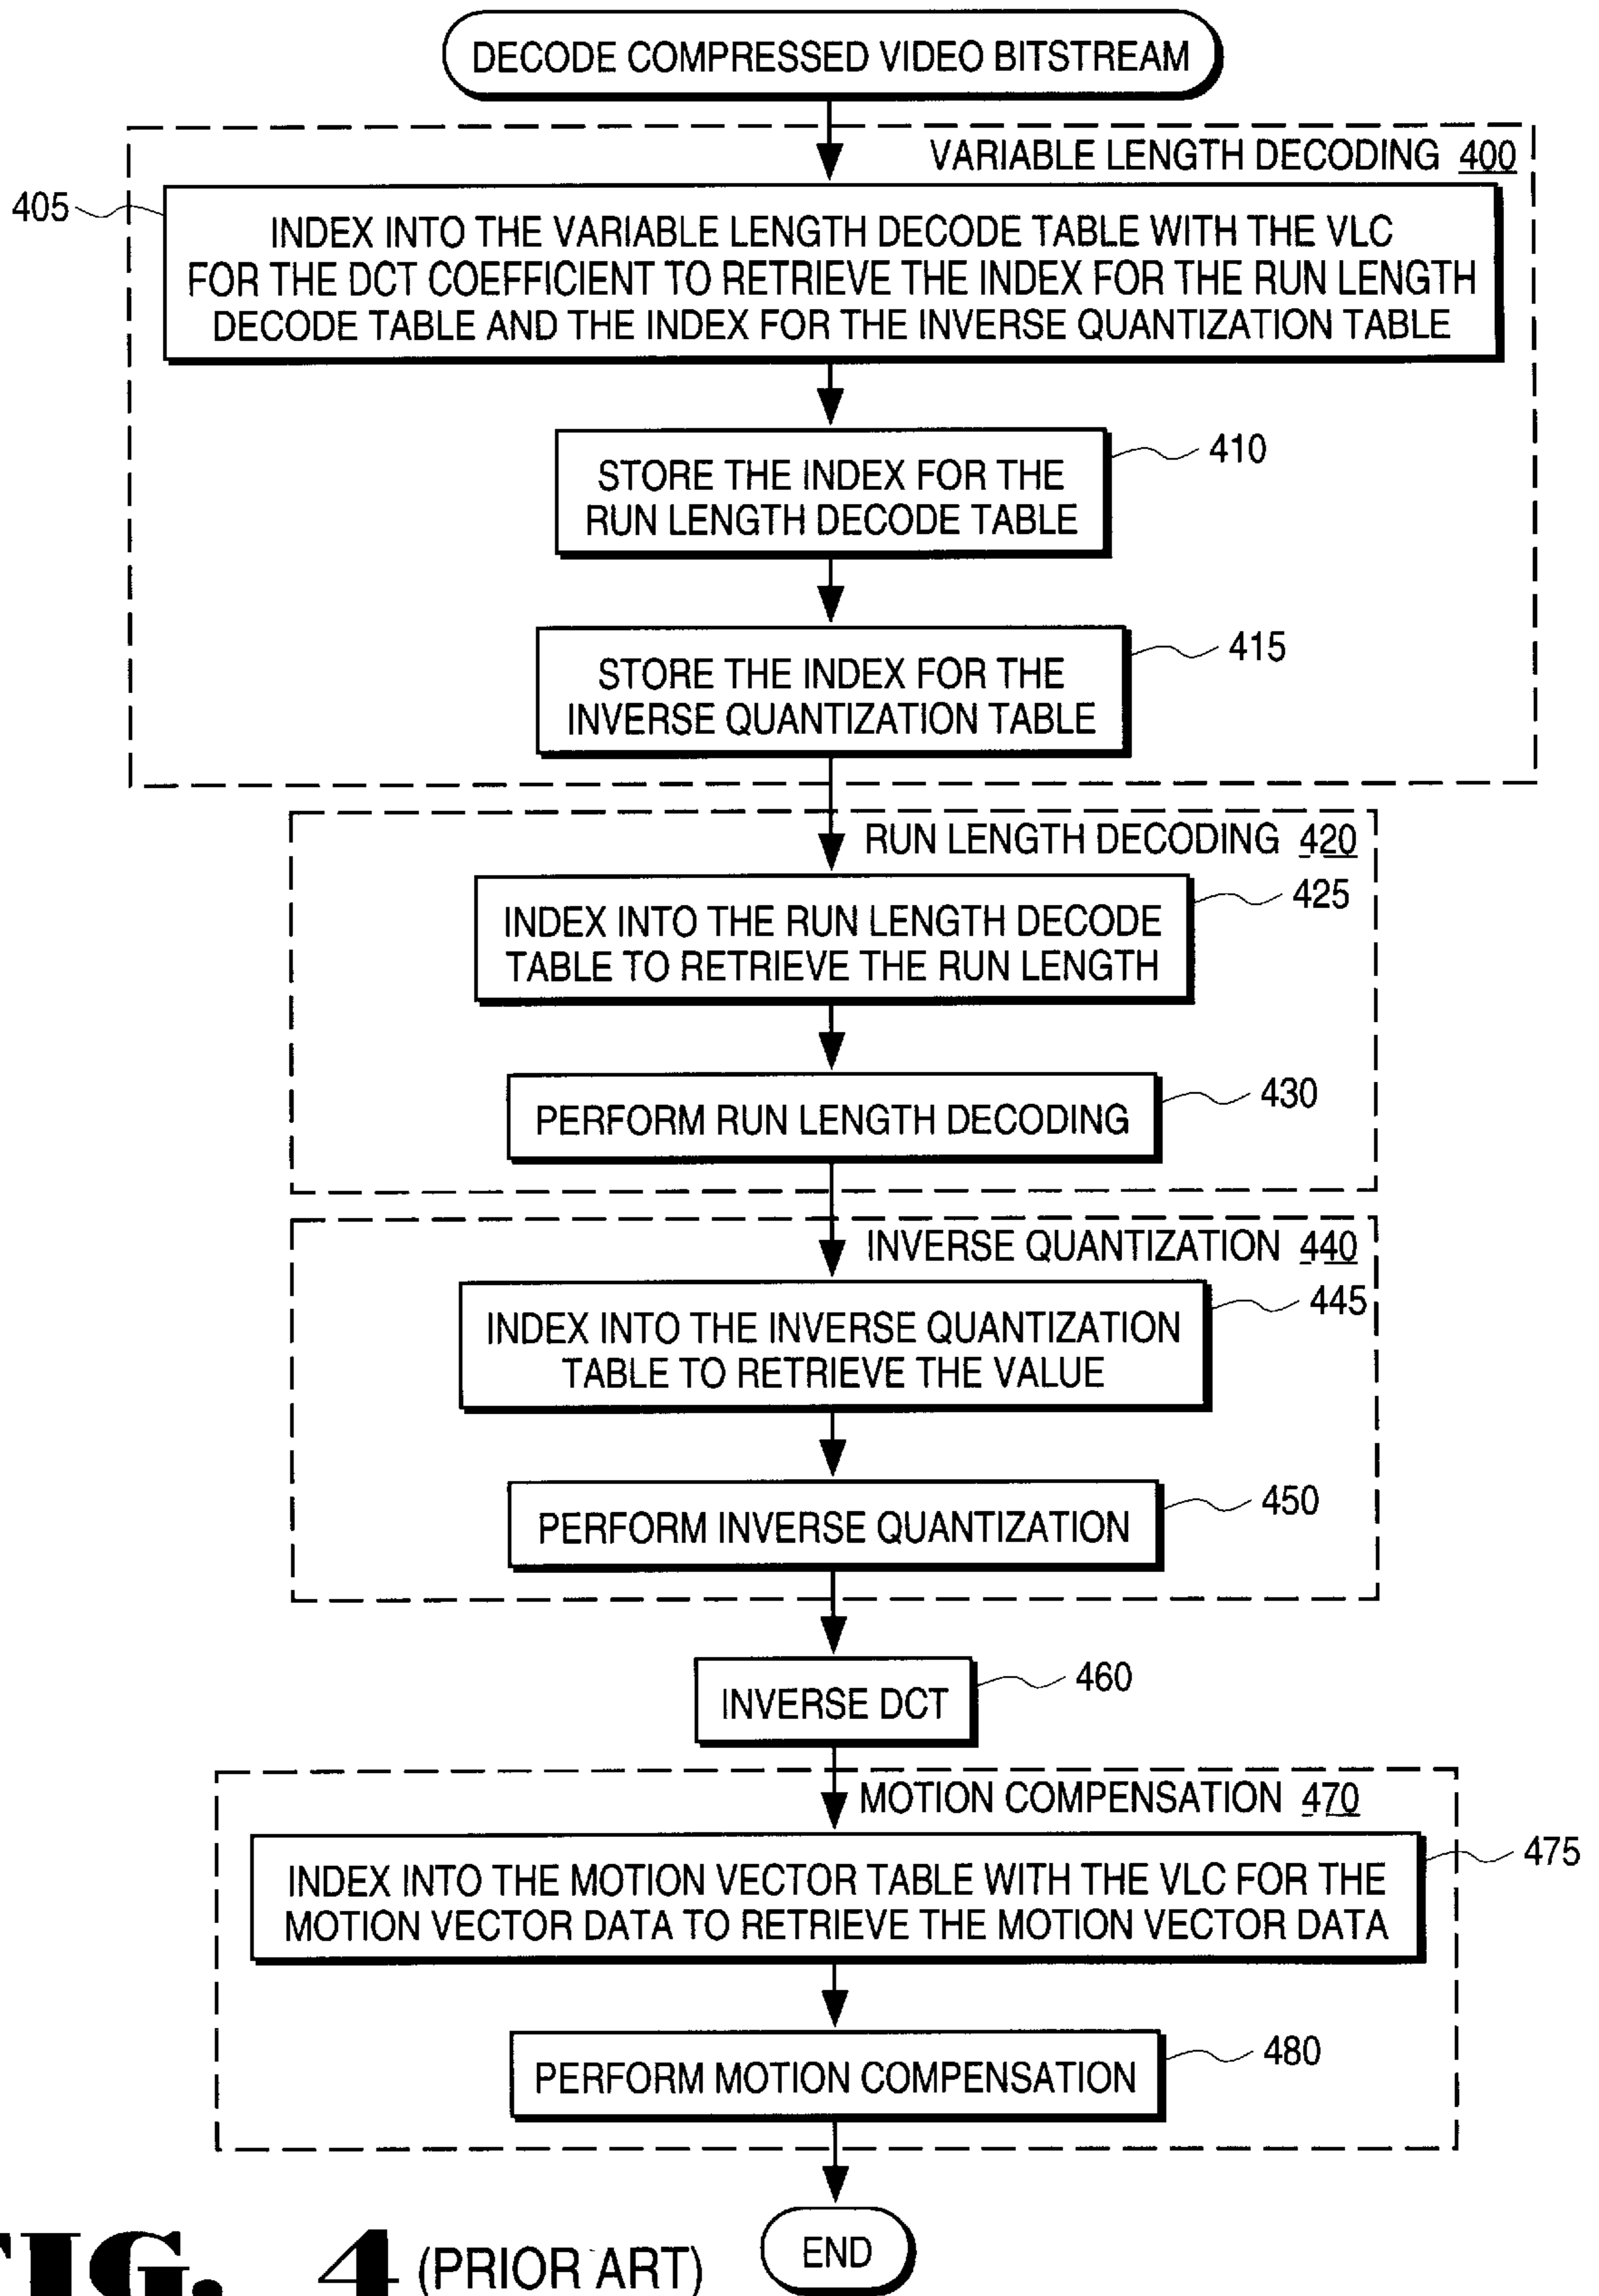 DECODE COMPRESSED VIDEO BITSTREAM
VARIABLE LENGTH DECODING 400
405
INDEX INTO THE VARIABLE LENGTH DECODE TABLE WITH THE VLC
FOR THE DCT COEFFICIENT TO RETRIEVE THE INDEX FOR THE RUN LENGTH
DECODE TABLE AND THE INDEX FOR THE INVERSE QUANTIZATION TABLE
410
STORE THE INDEX FOR THE
RUN LENGTH DECODE TABLE
415
STORE THE INDEX FOR THE
INVERSE QUANTIZATION TABLE
RUN LENGTH DECODING 420
425
INDEX INTO THE RUN LENGTH DECODE
TABLE TO RETRIEVE THE RUN LENGTH
430
PERFORM RUN LENGTH DECODING
INVERSE QUANTIZATION 440
445
INDEX INTO THE INVERSE QUANTIZATION
TABLE TO RETRIEVE THE VALUE
450
PERFORM INVERSE QUANTIZATION
460
INVERSE DCT
MOTION COMPENSATION 470
475
INDEX INTO THE MOTION VECTOR TABLE WITH THE VLC FOR THE
MOTION VECTOR DATA TO RETRIEVE THE MOTION VECTOR DATA
480
PERFORM MOTION COMPENSATION
END
FIG. 4 (PRIOR ART)